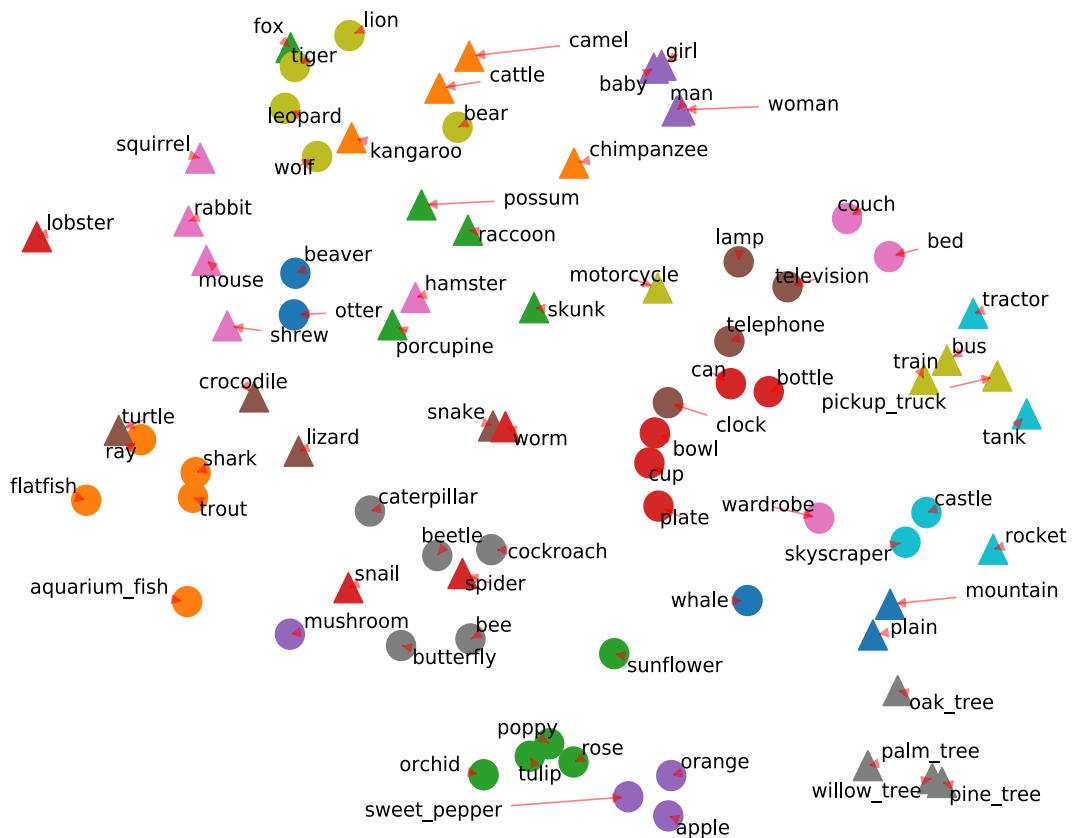 lion
fox
girl
camel
tiger
cattle
baby
man
woman
leopard
bear
squirrel
wolf
kangaroo
chimpanzee
possum
rabbit
couch
lobster
raccoon
lamp
bed
beaver
mouse
motorcycle
television
hamster
otter
skunk
tractor
shrew
porcupine
telephone
bus
train
can
bottle
crocodile
pickup_truck
turtle
snake
worm
clock
tank
ray
lizard
bowl
shark
cup
flatfish
trout
caterpillar
plate
wardrobe
castle
beetle
cockroach
skyscraper
rocket
aquarium_fish
snail
spider
whale
mountain
mushroom
bee
plain
butterfly
sunflower
oak_tree
poppy
rose
palm_tree
orchid
tulip
orange
willow_tree
pine_tree
sweet_pepper
apple